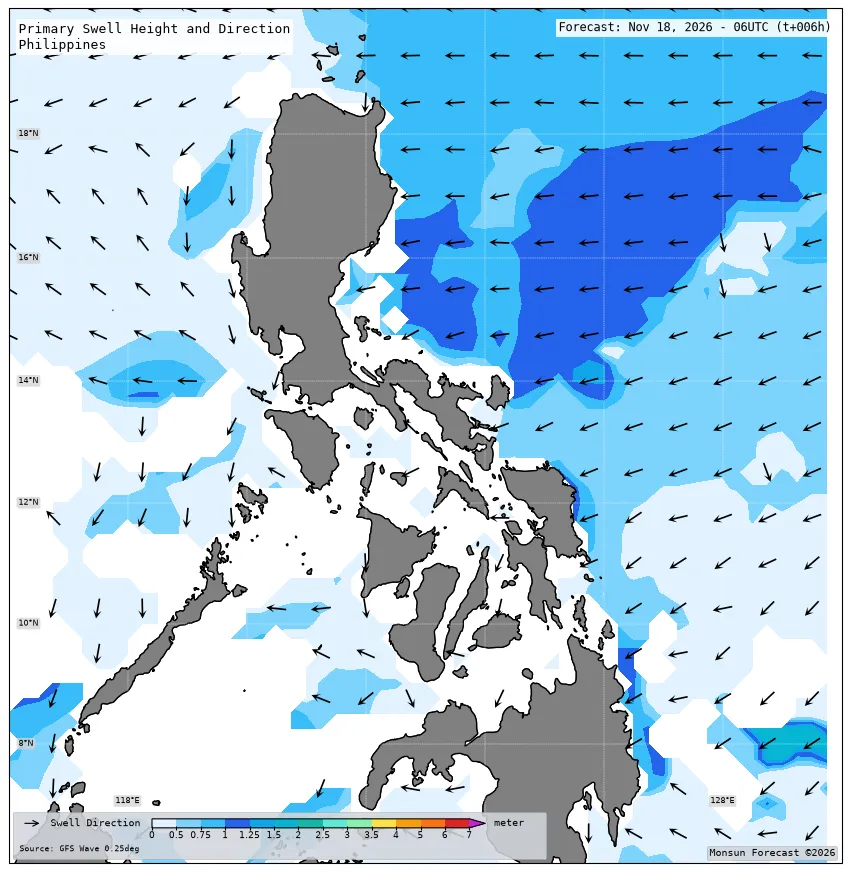 Primary Swell Height and Direction
Philippines
Forecast: Nov 18, 2026 - 06UTC (t+006h)
18°N
16°N
14°N
12°N
10°N
8°N
118°E
128°E
Swell Direction
meter
0 0.5 0.75 1 1.25 1.5 2 2.5 3 3.5 4 5 6 7
Source: GFS Wave 0.25deg
Monsun Forecast ©2026